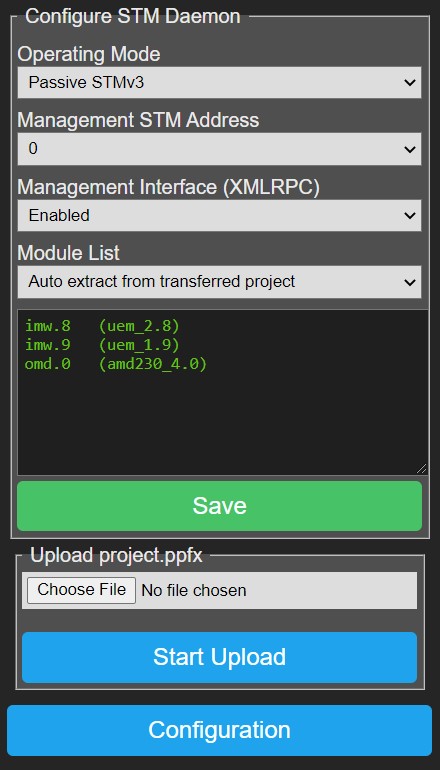 Configure STM Daemon
Operating Mode
Passive STMv3
Management STM Address
0
Management Interface (XMLRPC)
Enabled
Module List
Auto extract from transferred project
imw.8 (uem_2.8)
imw.9 (uem_1.9)
omd.0 (amd230_4.0)
Save
Upload project.ppfx
Choose File No file chosen
Start Upload
Configuration